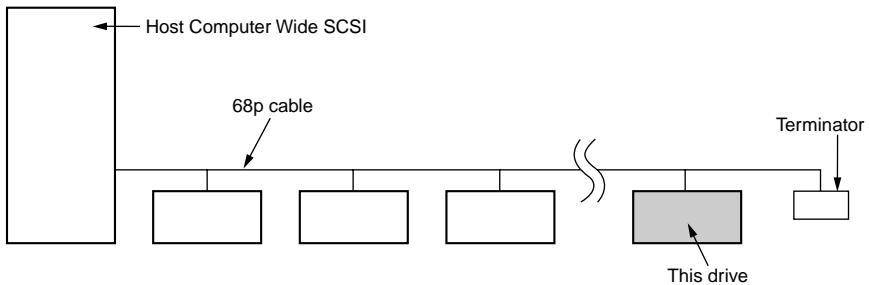 Host Computer Wide SCSI
68p cable
Terminator
This drive